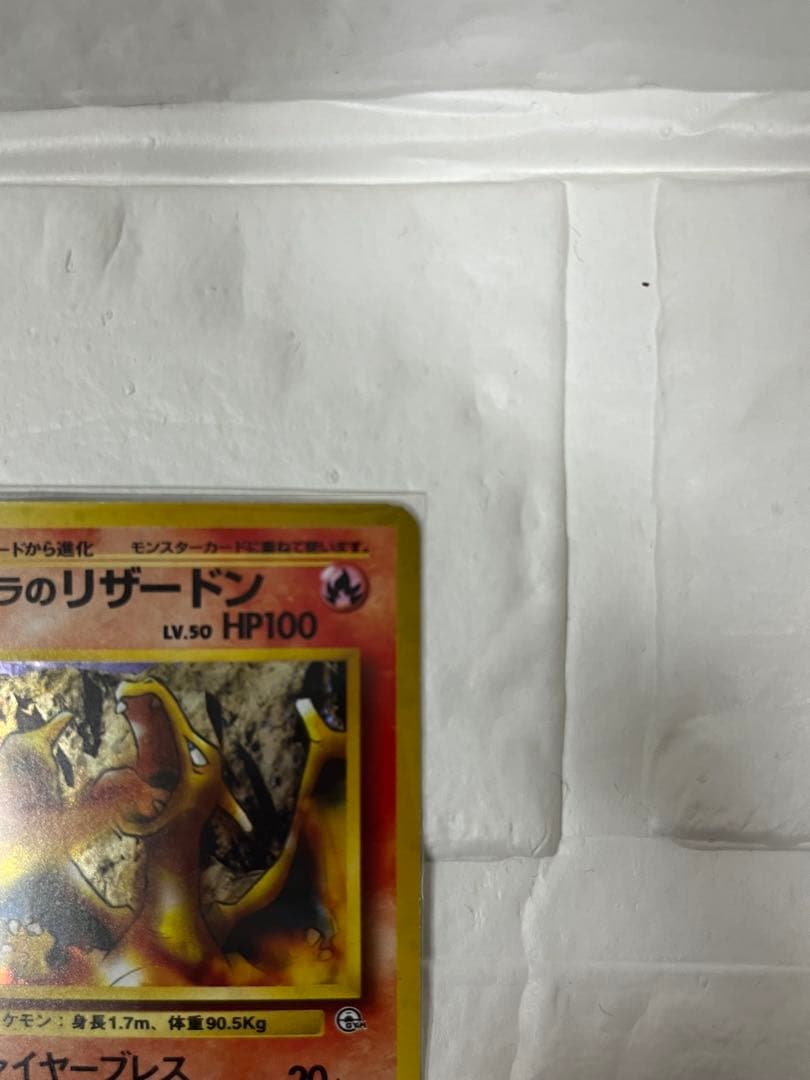 ードから進化 モンスターカードに重ねて使います。
ラのリザードン
LV.50 HP100
ケモン：身長1.7m、体重90.5Kg
GYM
ァイヤーブレス 20